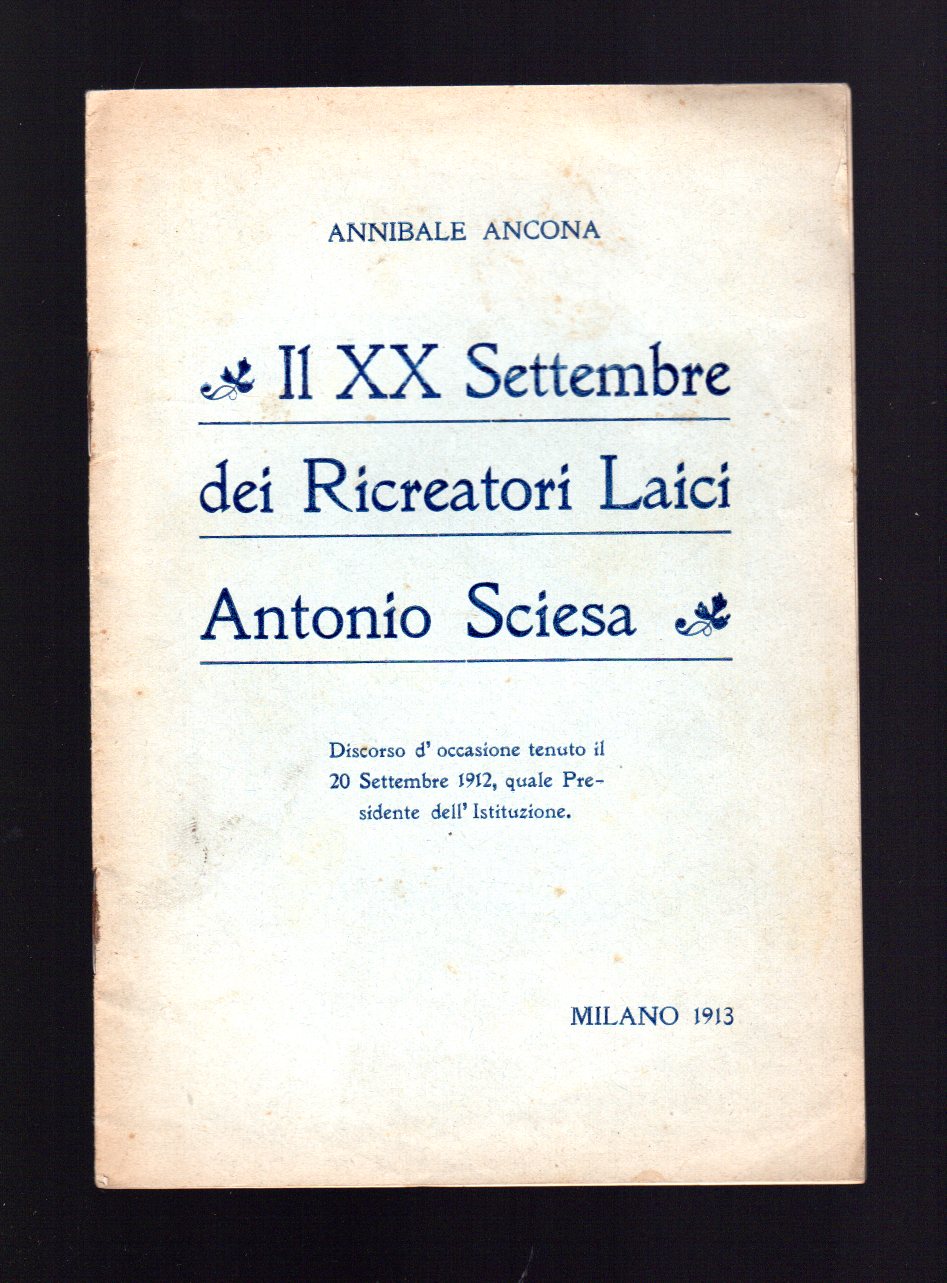 ANNIBALE ANCONA
Il XX Settembre
dei Ricreatori Laici
Antonio Sciesa
Discorso d' occasione tenuto il
20 Settembre 1912, quale Pre-
sidente dell' Istituzione.
MILANO 1913